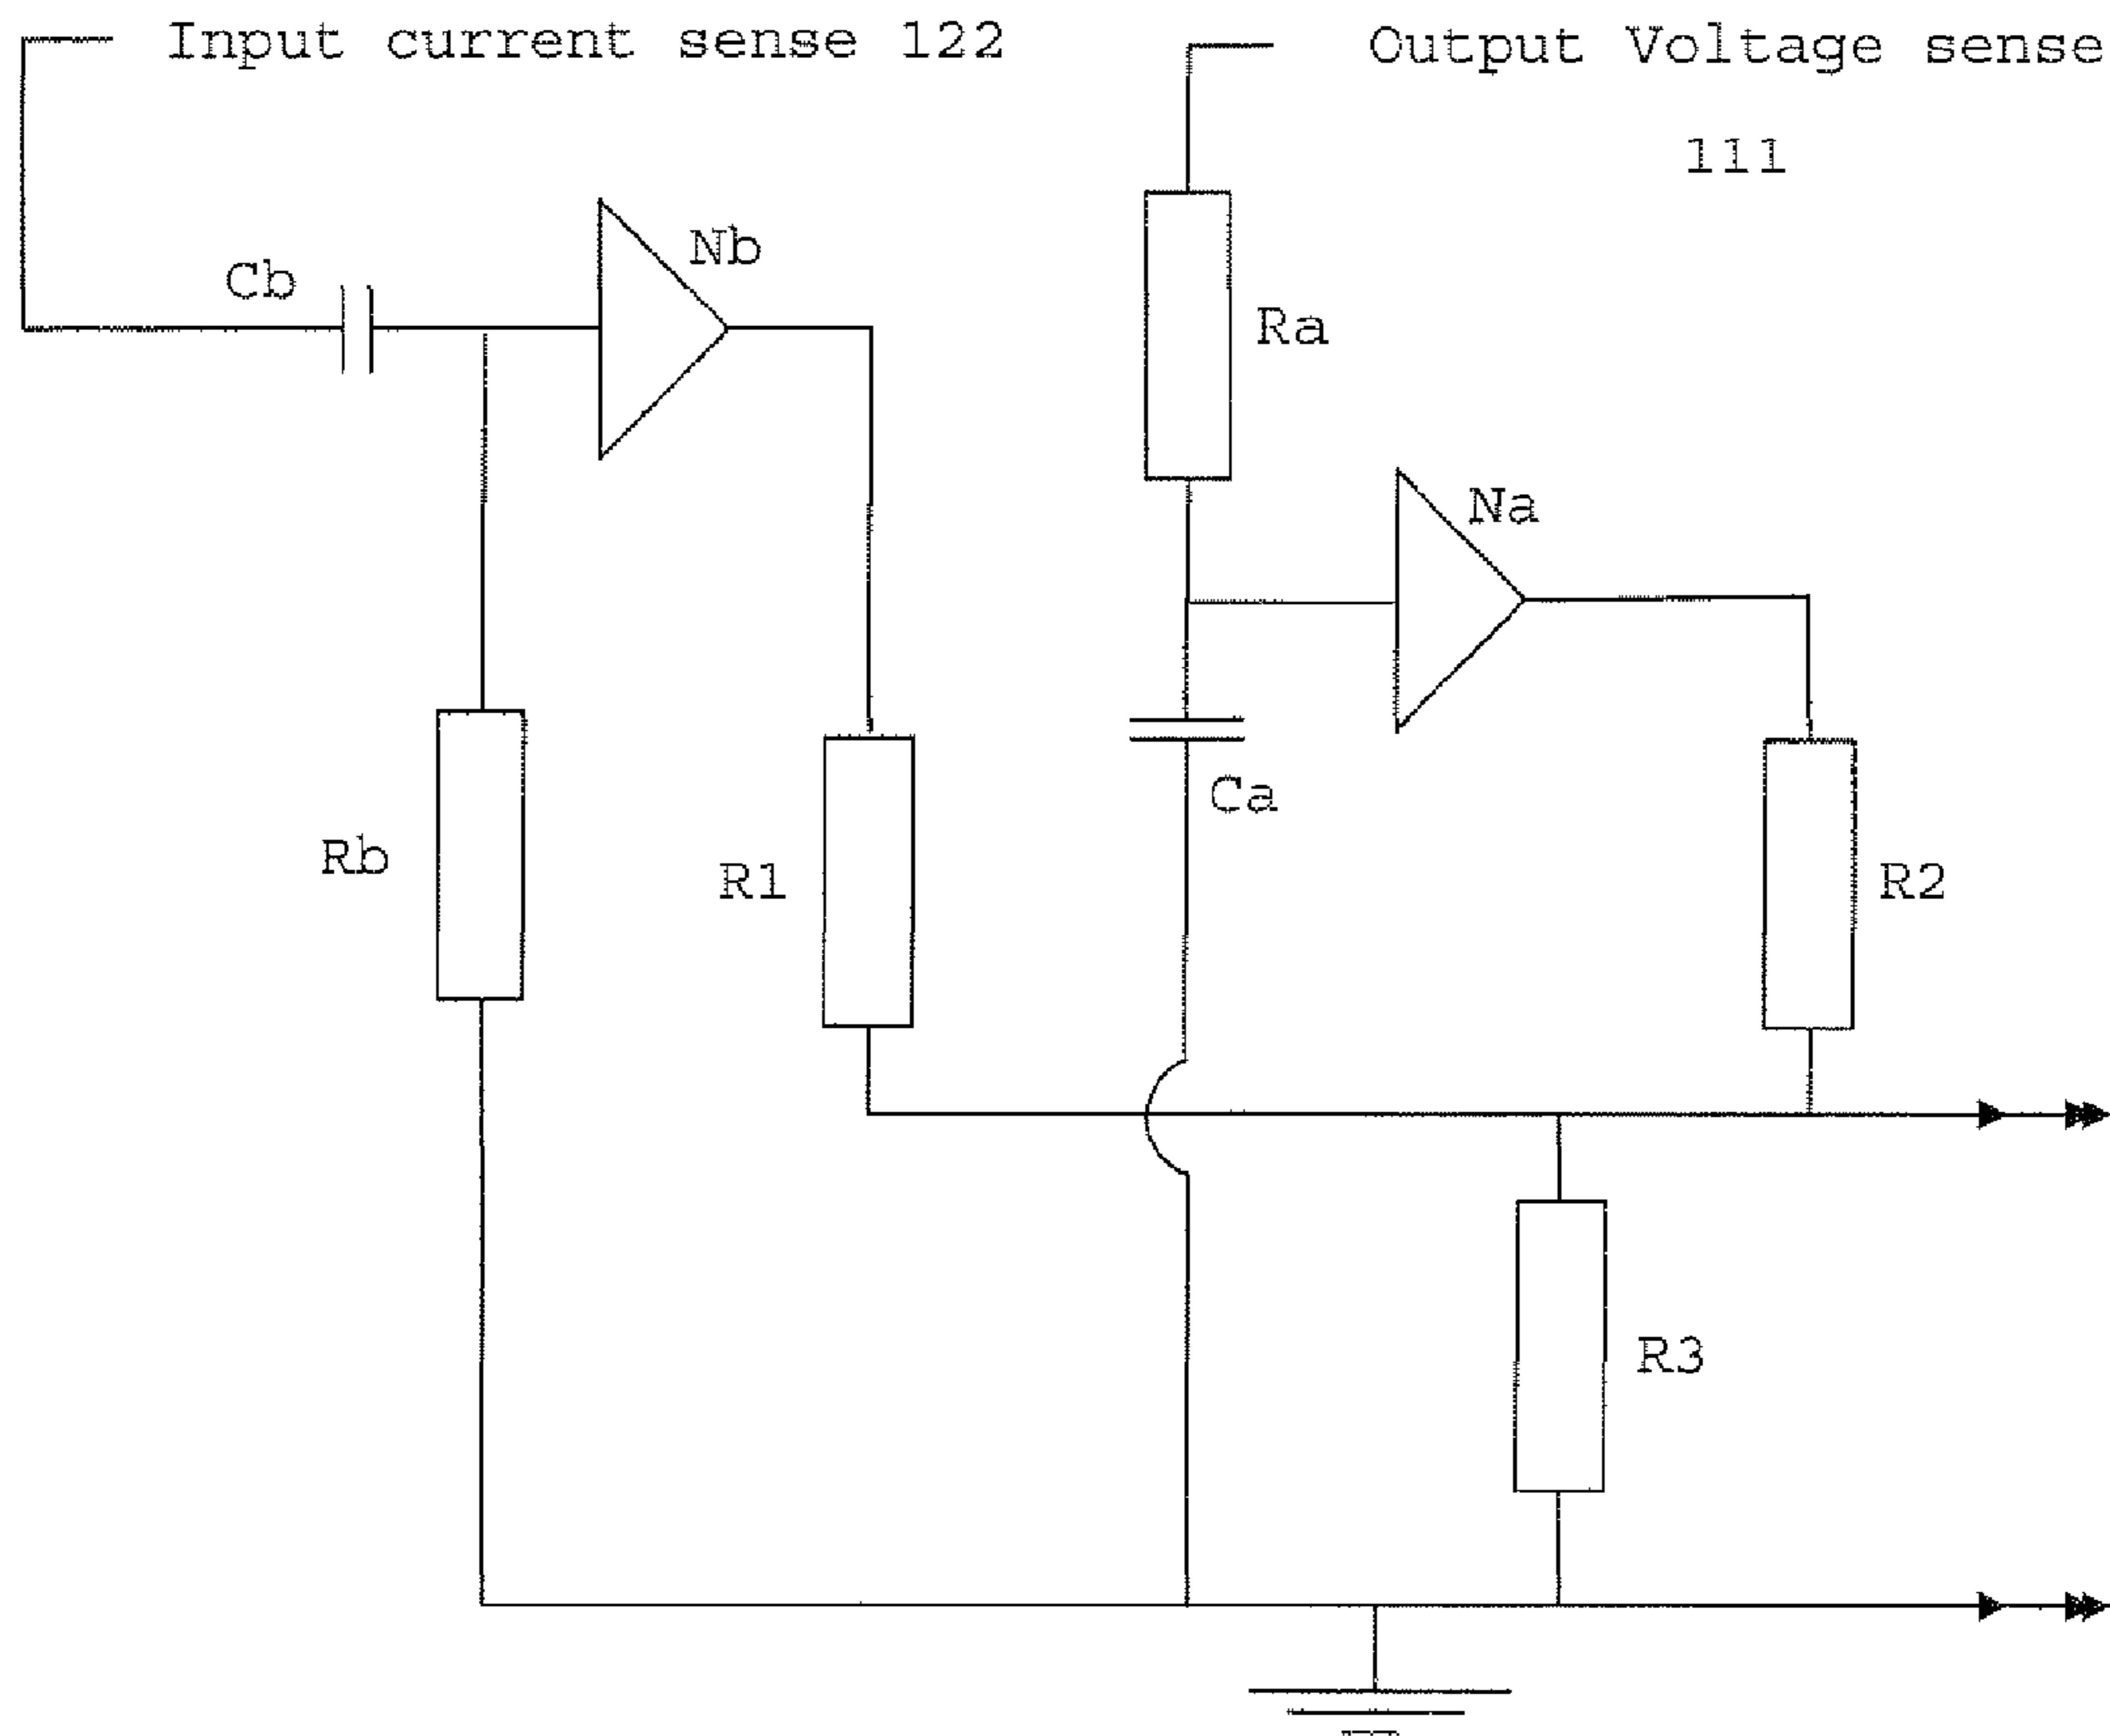 Input current sense 122
Output Voltage sense
111
Nb
Cb
Ra
Na
Ca
Rb
R1
R2
R3